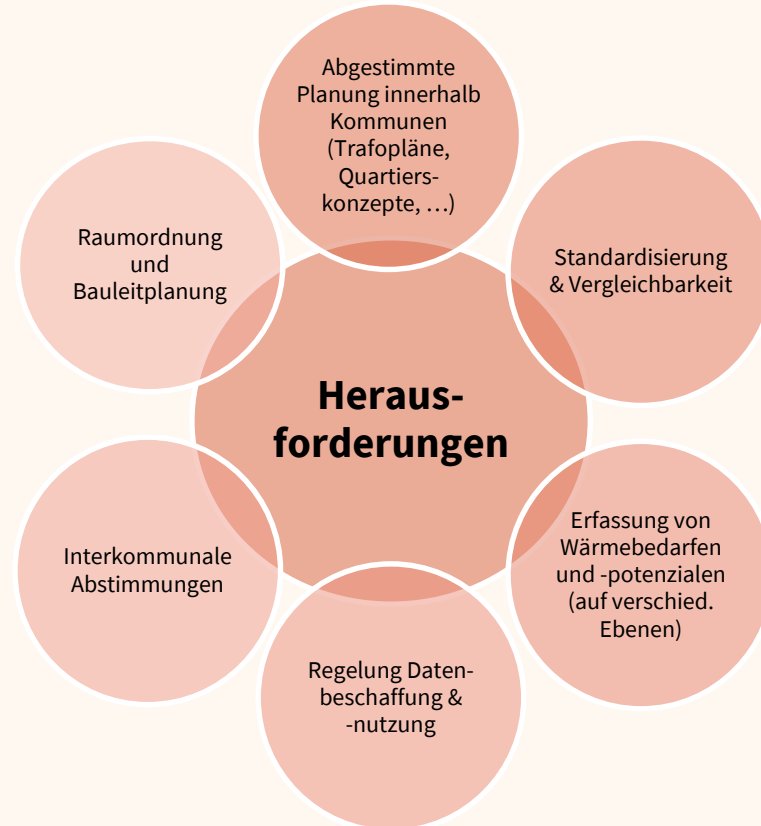 Abgestimmte
Planung innerhalb
Kommunen
(Trafopläne,
Quartiers-
konzepte, …)
Standardisierung
& Vergleichbarkeit
Erfassung von
Wärmebedarfen
und -potenzialen
(auf verschied.
Ebenen)
Regelung Daten-
beschaffung &
-nutzung
Interkommunale
Abstimmungen
Raumordnung
und
Bauleitplanung
Heraus-
forderungen